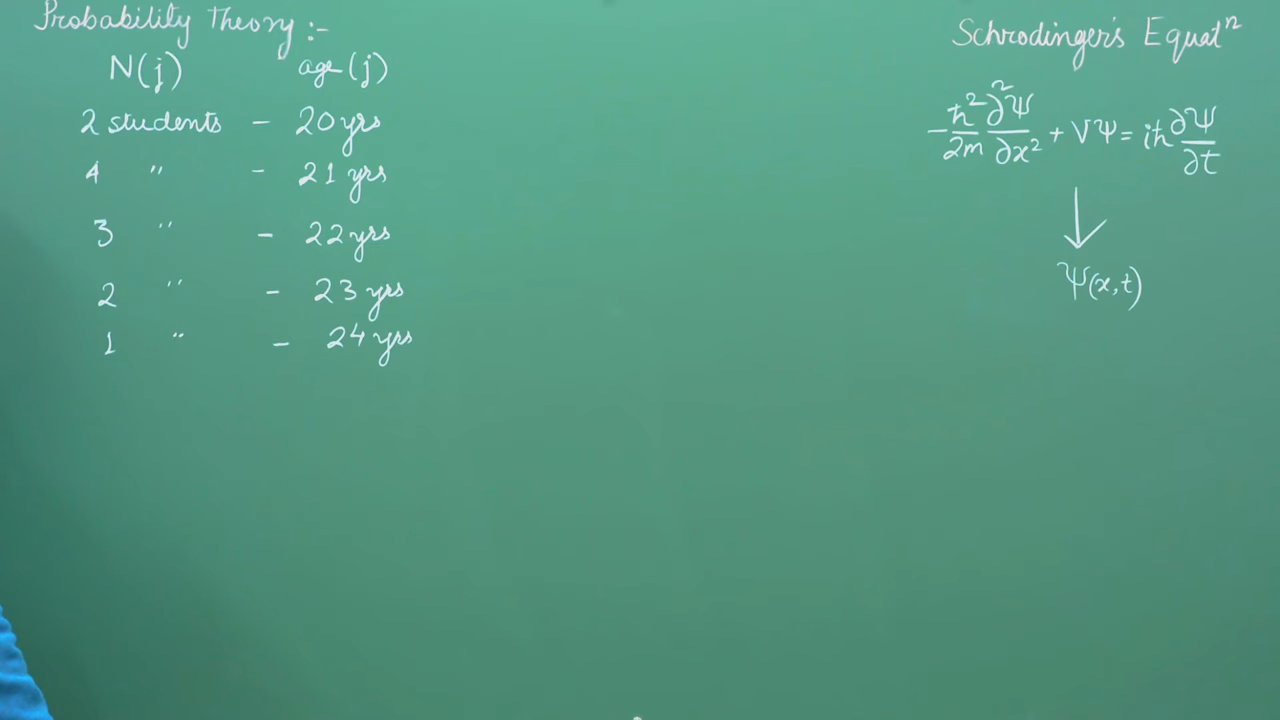 Probability Theory :-
N(j) age (j)
2 students - 20 yrs
4 " - 21 yrs
3 " - 22 yrs
2 " - 23 yrs
1 " - 24 yrs
Schrodinger's Equatⁿ
-ħ²/2m ∂²Ψ/∂x² + VΨ = iħ ∂Ψ/∂t
↓
Ψ(x,t)